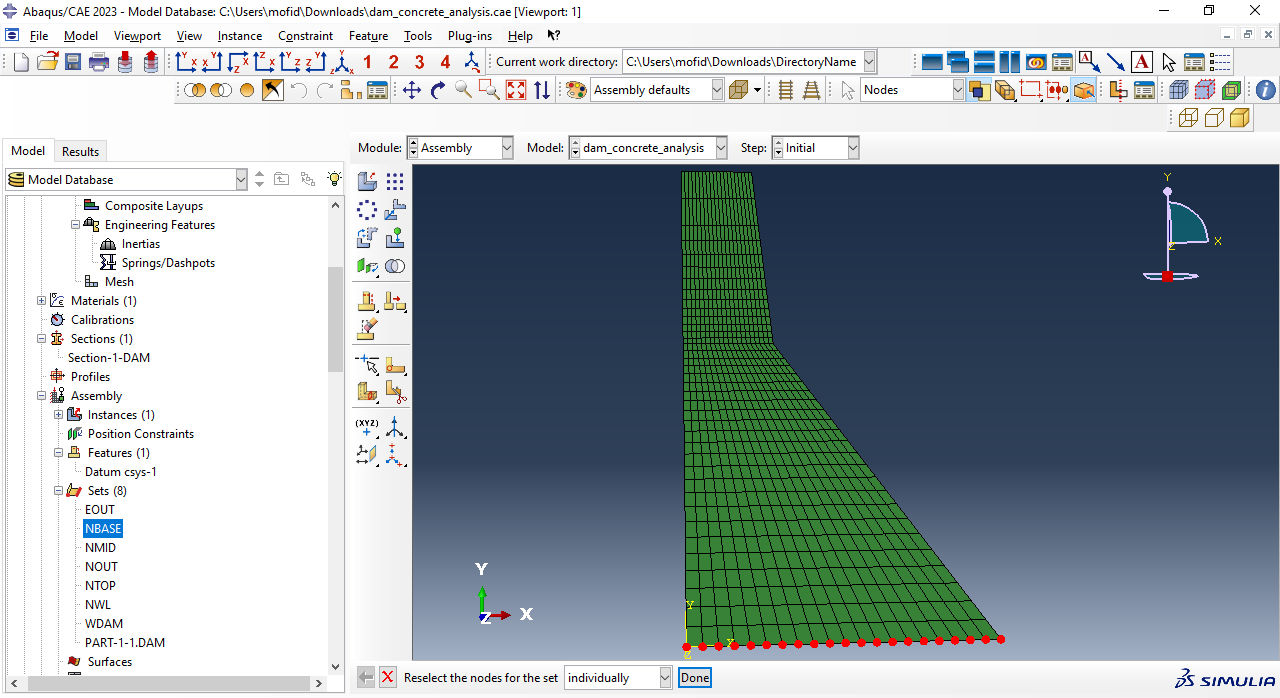 Abaqus/CAE 2023 - Model Database: C:\Users\mofid\Downloads\dam_concrete_analysis.cae [Viewport: 1]
File Model Viewport View Instance Constraint Feature Tools Plug-ins Help
1 2 3 4 Current work directory: C:\Users\mofid\Downloads\DirectoryName A
Assembly defaults Nodes
Model Results Module: Assembly Model: dam_concrete_analysis Step: Initial
Model Database
Composite Layups
Engineering Features
Inertias
Springs/Dashpots
Mesh
Materials (1)
Calibrations
Sections (1)
Section-1-DAM
Profiles
Assembly
Instances (1)
Position Constraints
Features (1)
Datum csys-1
Sets (8)
EOUT
NBASE
NMID
NOUT
NTOP
NWL
WDAM
PART-1-1.DAM
Surfaces
(XYZ)
Y
X
Z
Y
X
Z
Y
X
Z
Reselect the nodes for the set individually Done
SIMULIA